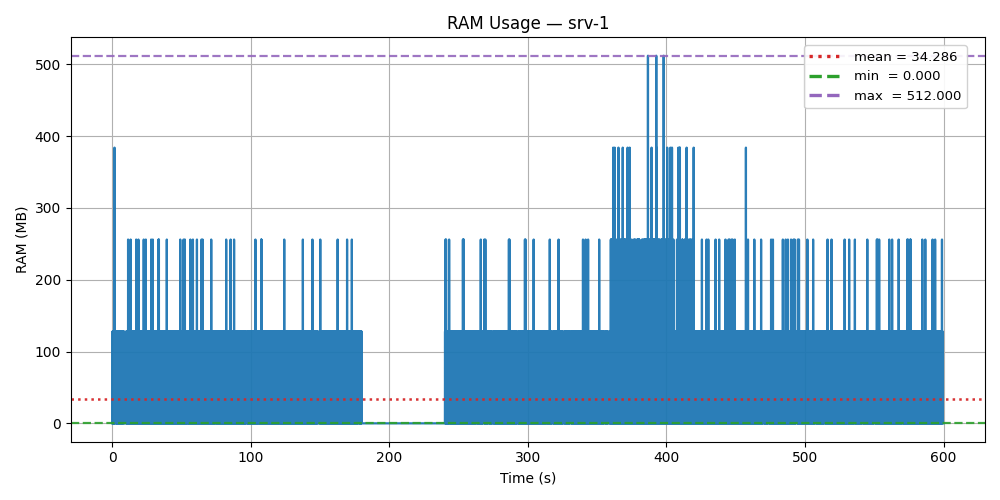 RAM Usage — srv-1
RAM (MB)
500
400
300
200
100
0
mean = 34.286
min = 0.000
max = 512.000
0 100 200 300 400 500 600
Time (s)